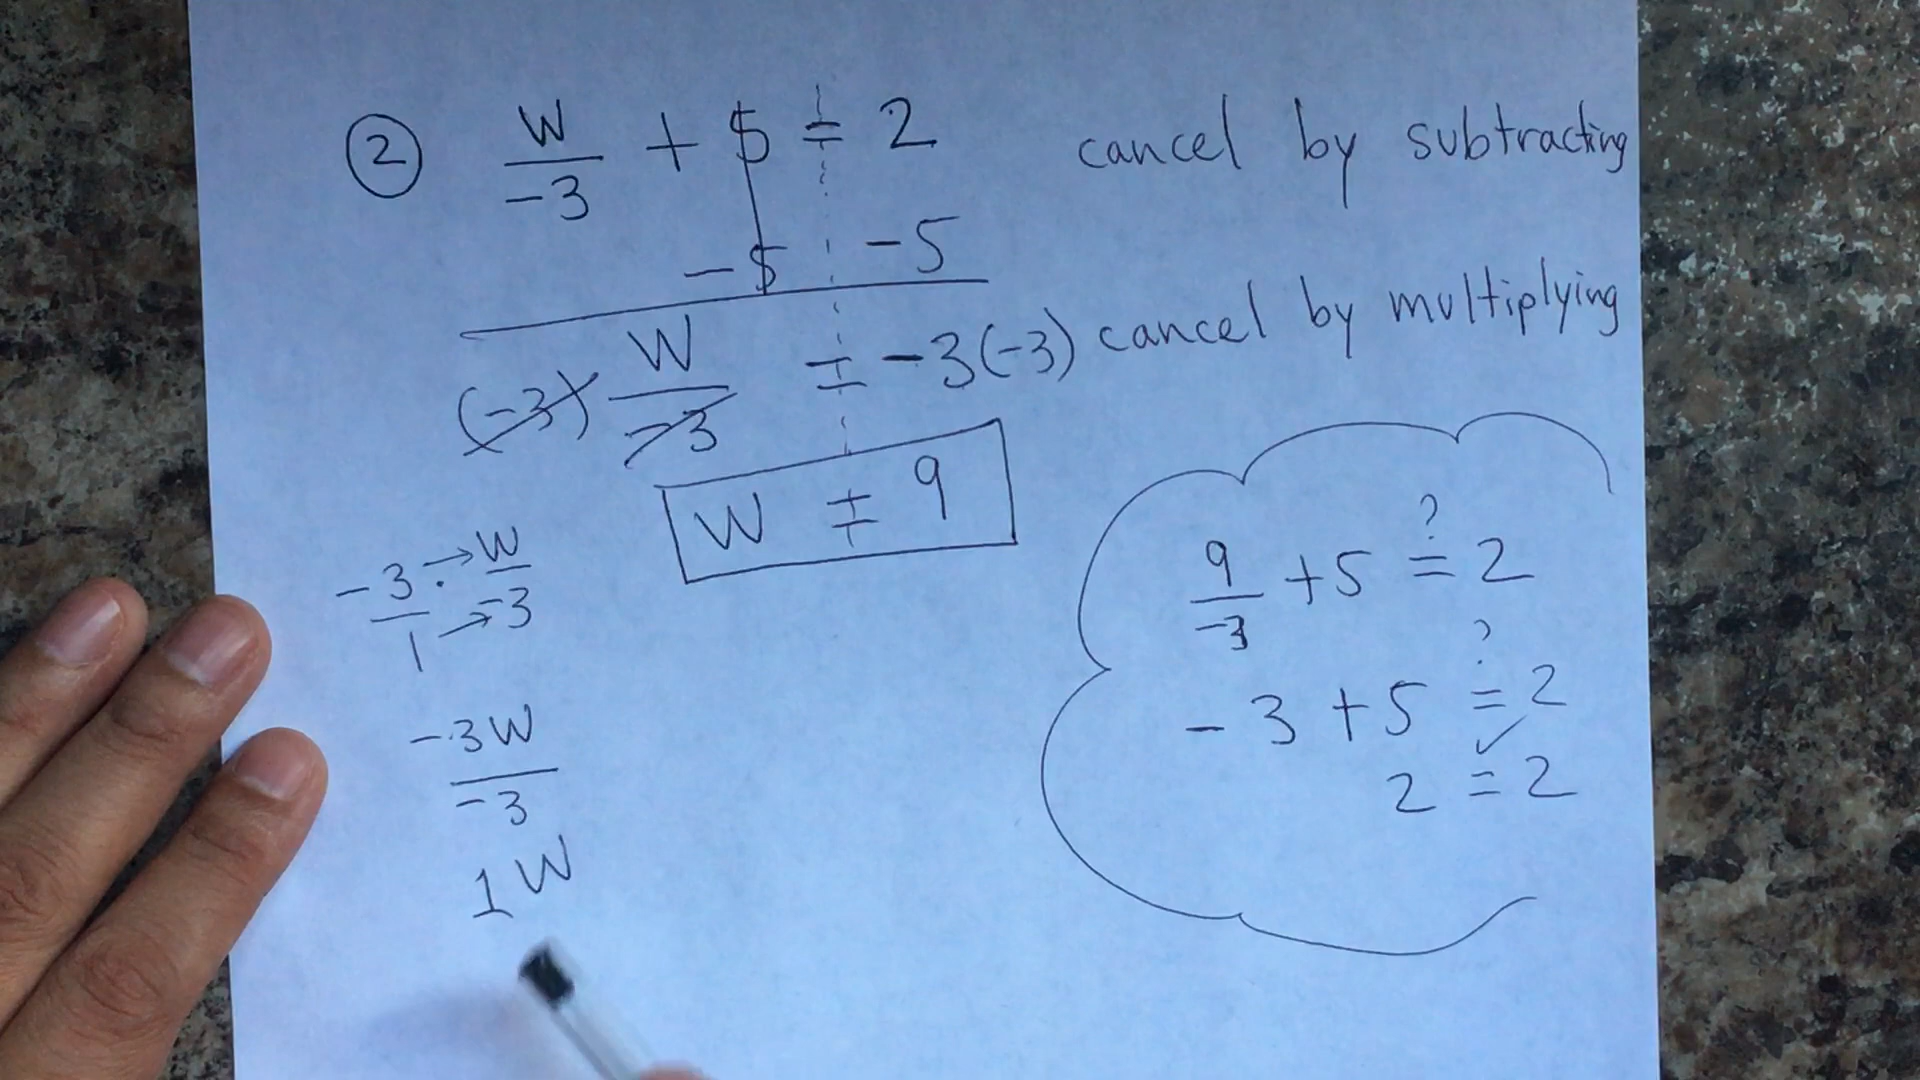 ② W/-3 + 5 = 2 cancel by subtracting
-5 -5
(-3) W/-3 = -3(-3) cancel by multiplying
W = 9
-3/1 · W/-3
-3W/-3
1W
9/-3 +5 ?= 2
-3 +5 ?= 2
2 =✓ 2